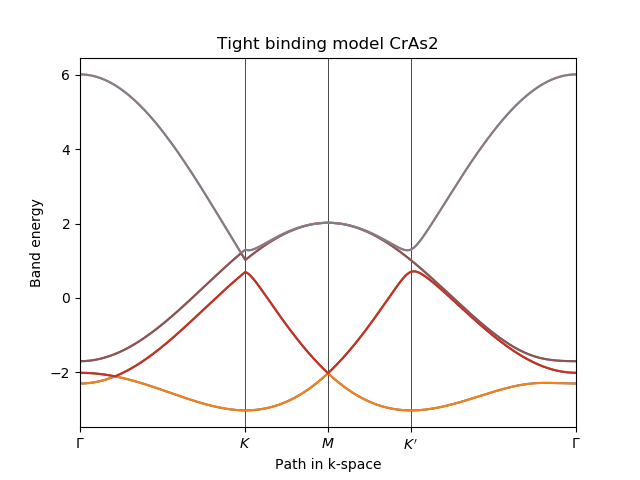 Tight binding model CrAs2
Band energy
6
4
2
0
−2
Γ K M K′ Γ
Path in k-space